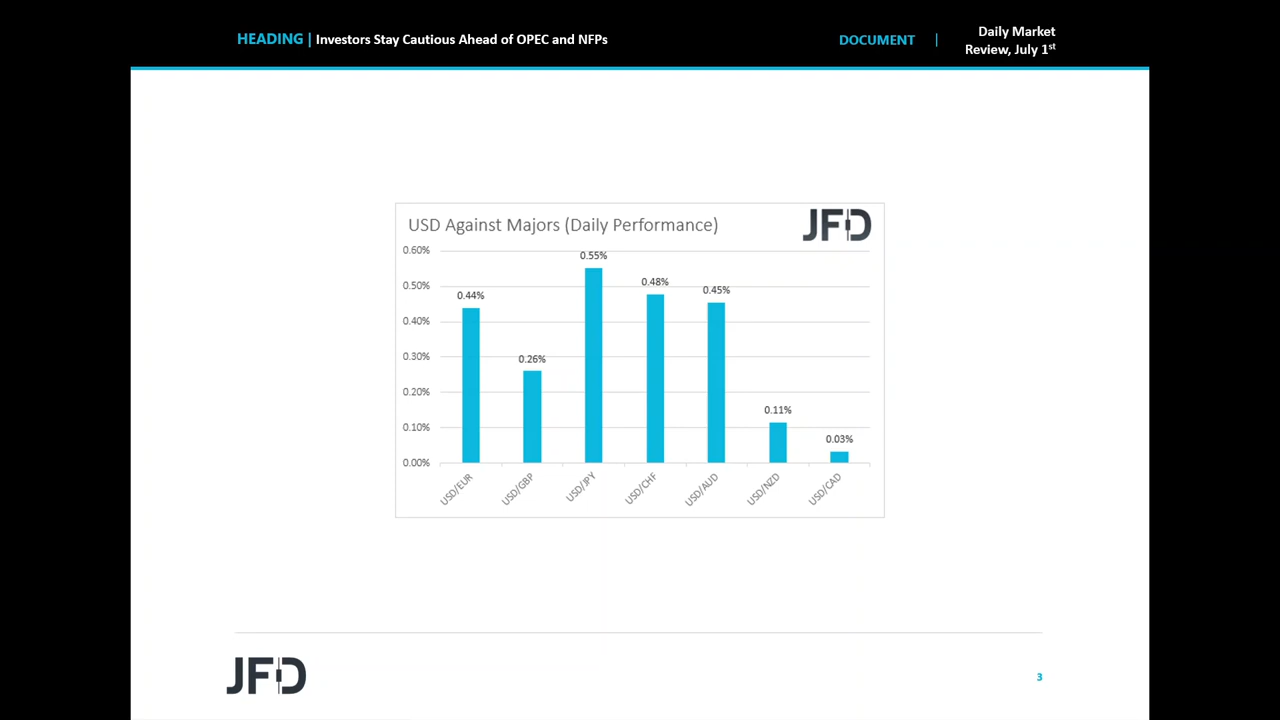 HEADING | Investors Stay Cautious Ahead of OPEC and NFPs
DOCUMENT |
Daily Market
Review, July 1st
USD Against Majors (Daily Performance)
JFD
0.60%
0.50%
0.40%
0.30%
0.20%
0.10%
0.00%
0.44%
0.26%
0.55%
0.48%
0.45%
0.11%
0.03%
USD/EUR
USD/GBP
USD/JPY
USD/CHF
USD/AUD
USD/NZD
USD/CAD
JFD
3